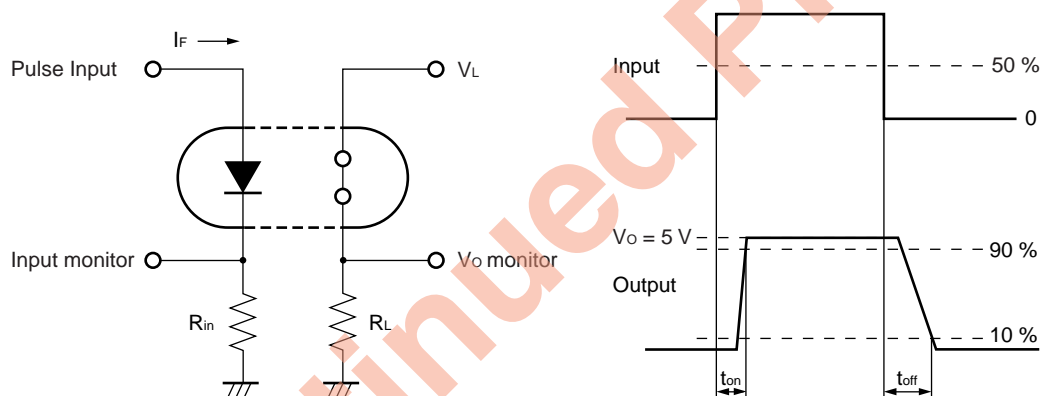 IF
Pulse Input
VL
Input monitor
VO monitor
Rin
RL
Input
50 %
0
VO = 5 V
90 %
Output
10 %
ton
toff